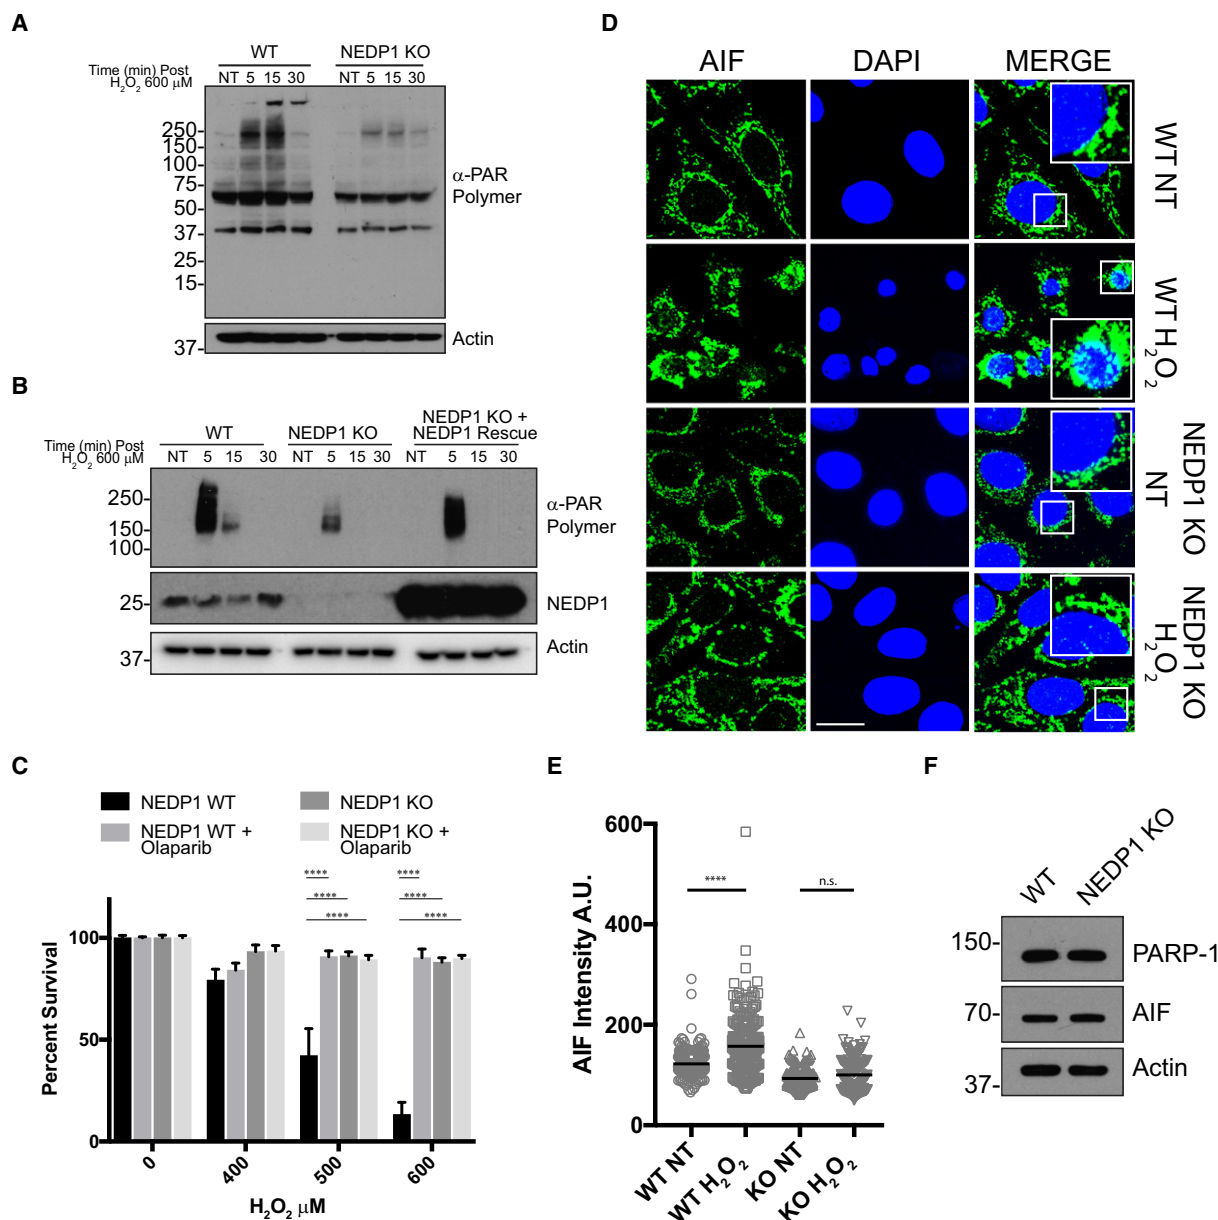 A
WT
NEDP1 KO
Time (min) Post
H2O2 600 µM
NT 5 15 30
NT 5 15 30
250-
150-
100-
75-
50-
37-
25-
15-
α-PAR
Polymer
37-
Actin
B
WT
NEDP1 KO
NEDP1 KO +
NEDP1 Rescue
Time (min) Post
H2O2 600 µM
NT 5 15 30
NT 5 15 30
NT 5 15 30
250-
150-
100-
α-PAR
Polymer
25-
NEDP1
37-
Actin
C
NEDP1 WT
NEDP1 KO
NEDP1 WT +
Olaparib
NEDP1 KO +
Olaparib
****
****
****
****
****
****
Percent Survival
100
50
0
0
400
500
600
H2O2 µM
D
AIF
DAPI
MERGE
WT NT
WT H2O2
NEDP1 KO
NT
NEDP1 KO
H2O2
E
AIF Intensity A.U.
600
400
200
0
****
n.s.
WT NT
WT H2O2
KO NT
KO H2O2
F
WT
NEDP1 KO
150-
PARP-1
70-
AIF
37-
Actin